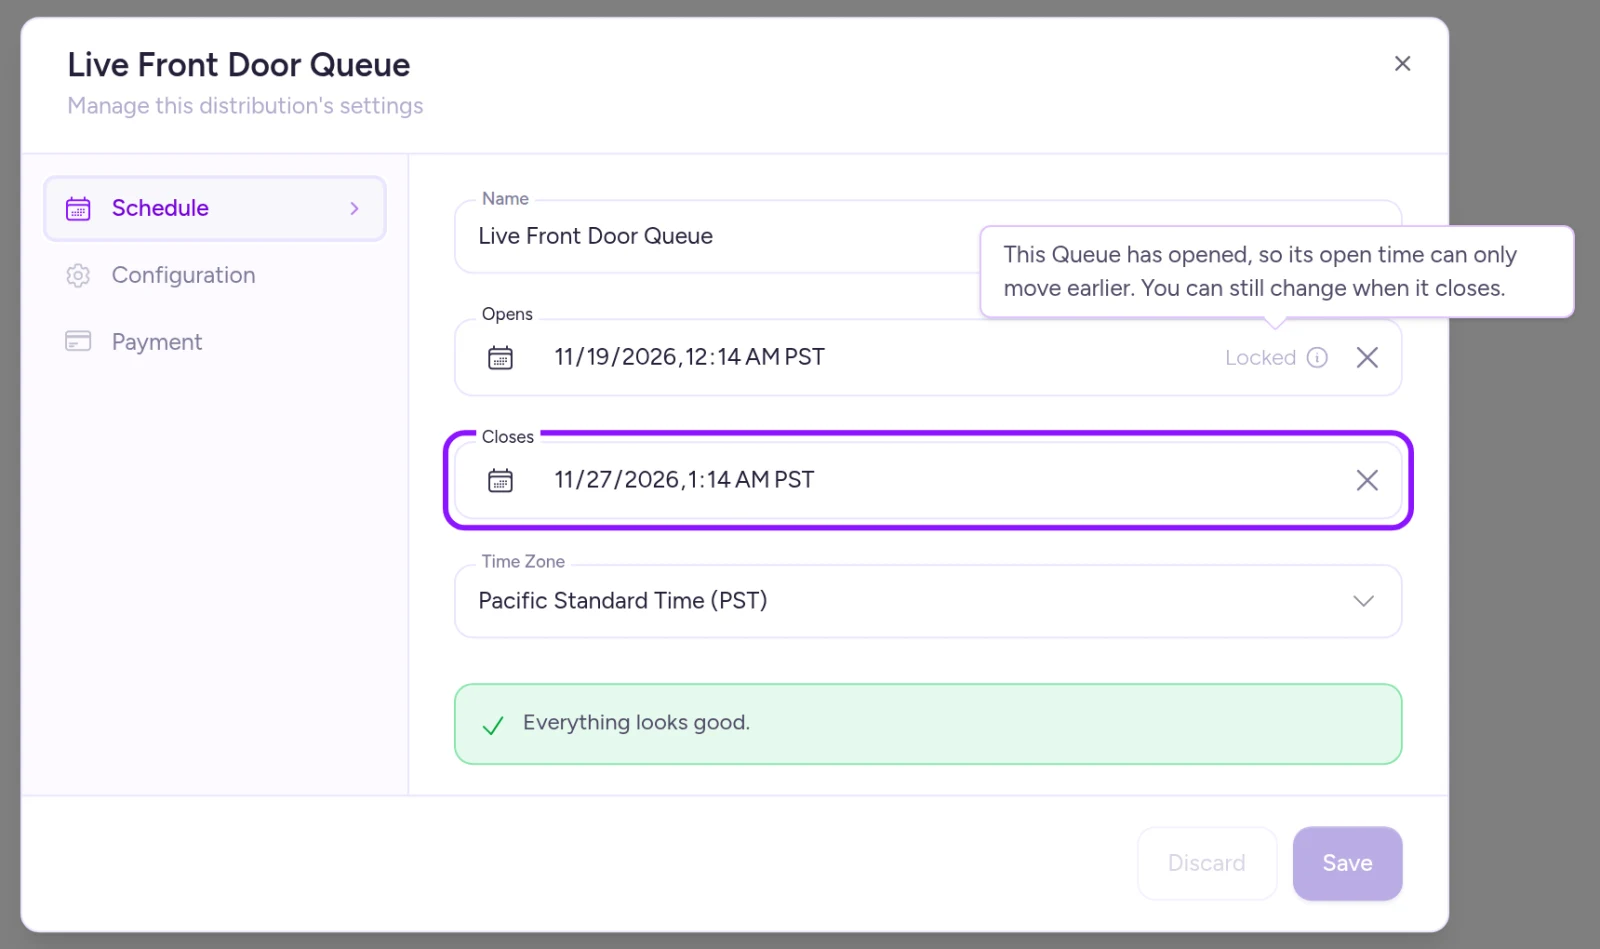 Live Front Door Queue
Manage this distribution's settings
Schedule
Configuration
Payment
Name
Live Front Door Queue
This Queue has opened, so its open time can only
move earlier. You can still change when it closes.
Opens
11/19/2026, 12:14 AM PST
Locked
Closes
11/27/2026, 1:14 AM PST
Time Zone
Pacific Standard Time (PST)
Everything looks good.
Discard
Save